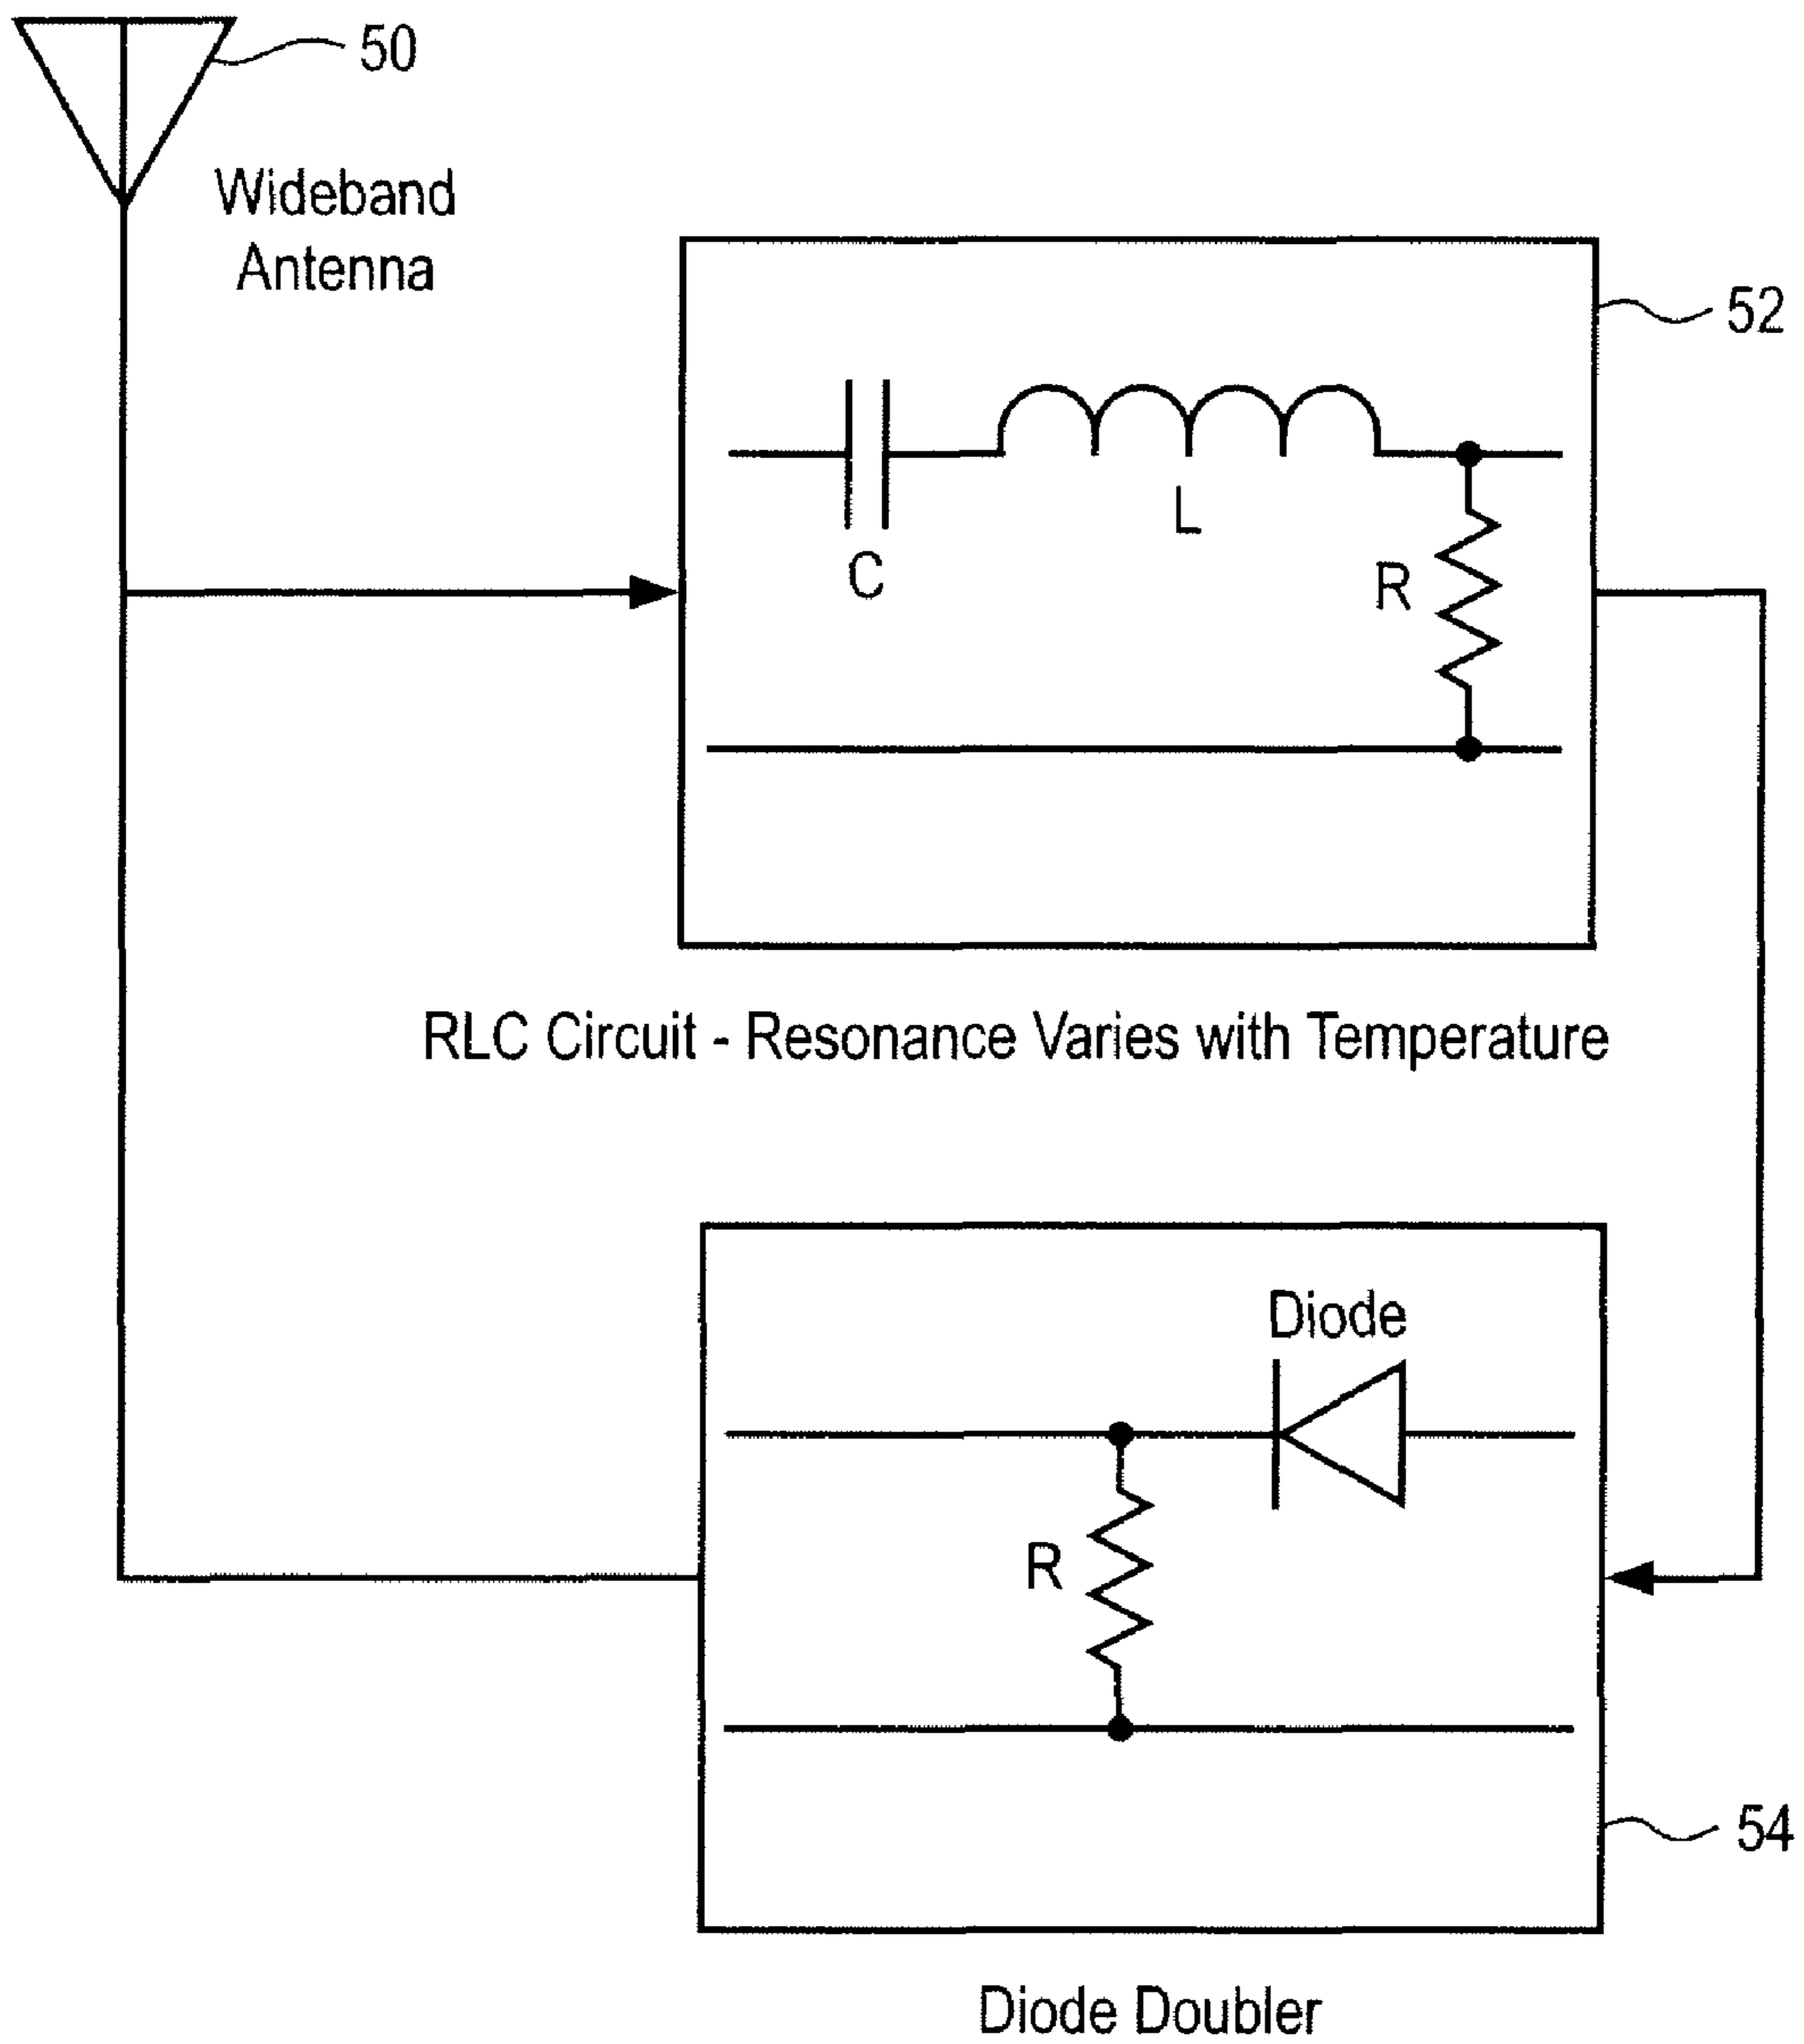 50
Wideband
Antenna
52
C
L
R
RLC Circuit - Resonance Varies with Temperature
Diode
R
54
Diode Doubler